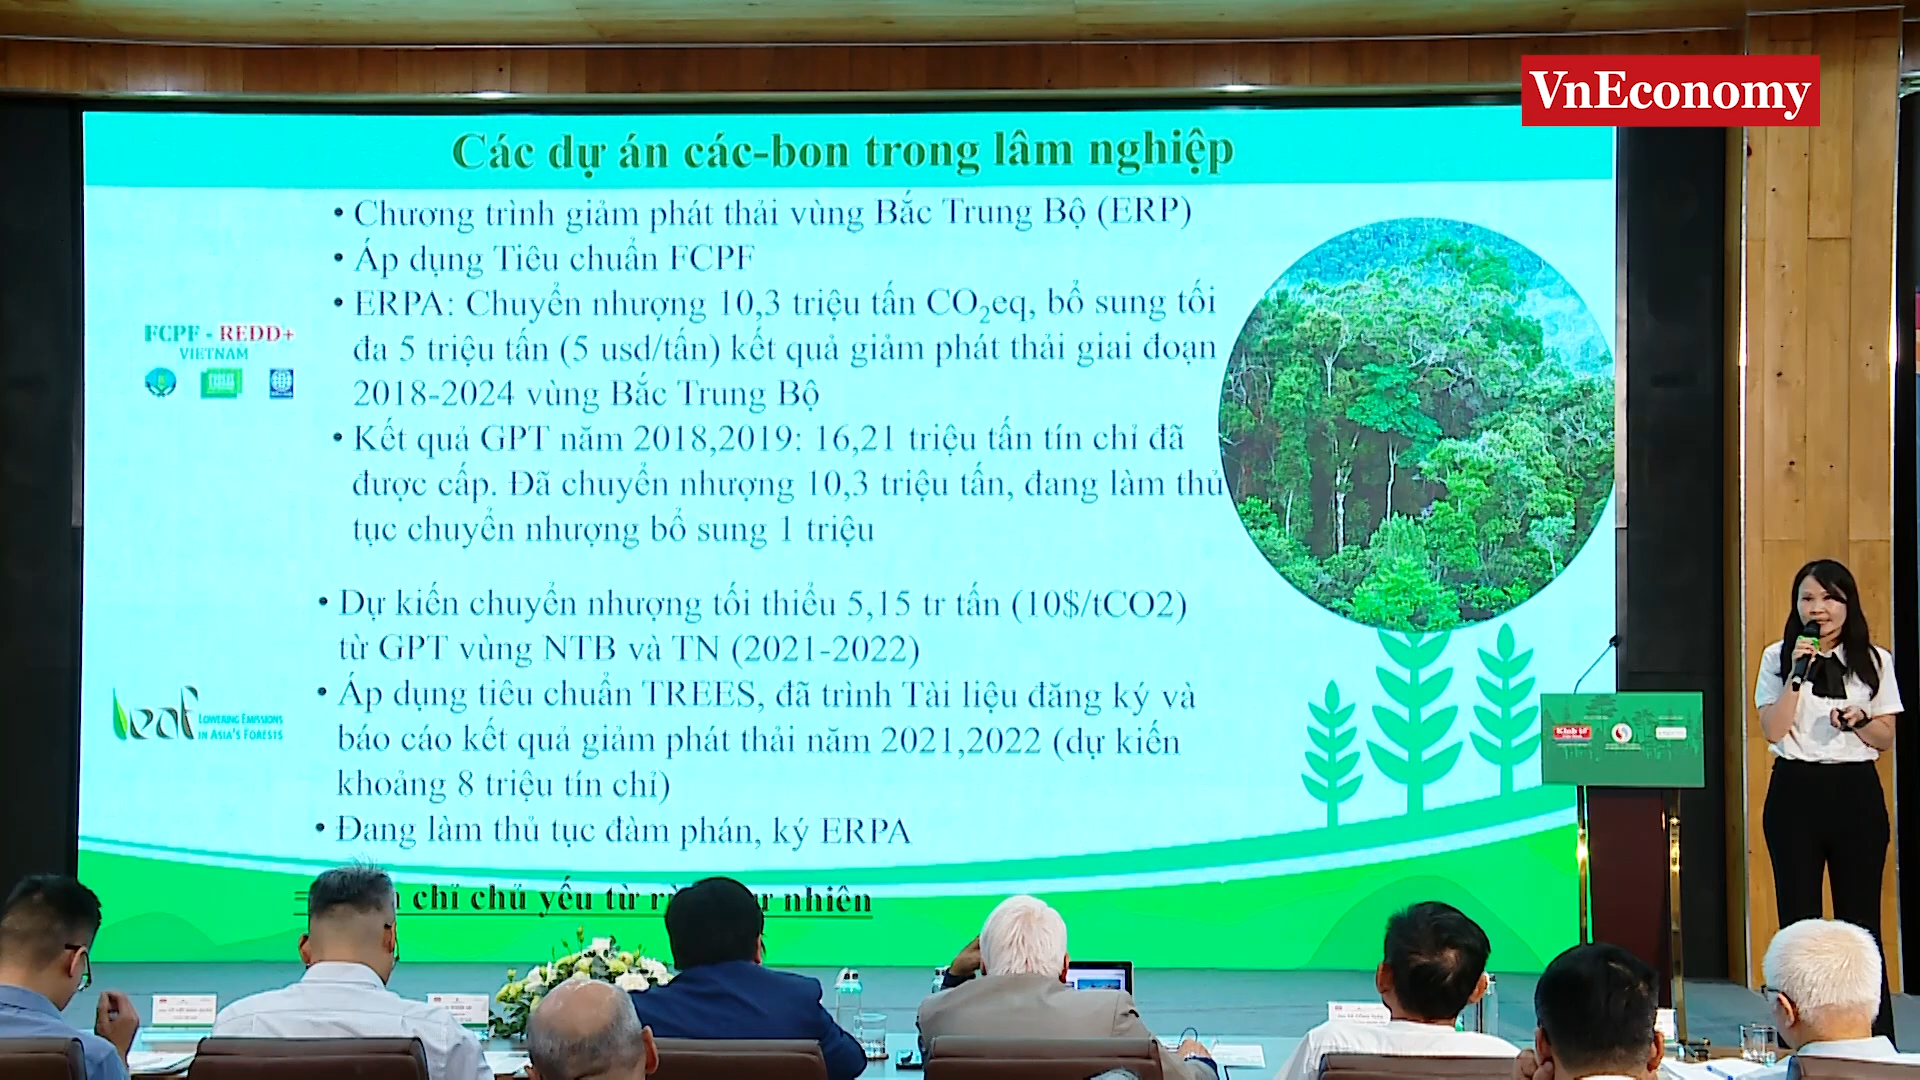 VnEconomy
Các dự án các-bon trong lâm nghiệp
• Chương trình giảm phát thải vùng Bắc Trung Bộ (ERP)
• Áp dụng Tiêu chuẩn FCPF
• ERPA: Chuyển nhượng 10,3 triệu tấn CO₂eq, bổ sung tối
đa 5 triệu tấn (5 usd/tấn) kết quả giảm phát thải giai đoạn
2018-2024 vùng Bắc Trung Bộ
FCPF - REDD+
VIETNAM
• Kết quả GPT năm 2018,2019: 16,21 triệu tấn tín chỉ đã
được cấp. Đã chuyển nhượng 10,3 triệu tấn, đang làm thủ
tục chuyển nhượng bổ sung 1 triệu
• Dự kiến chuyển nhượng tối thiểu 5,15 tr tấn (10$/tCO2)
từ GPT vùng NTB và TN (2021-2022)
• Áp dụng tiêu chuẩn TREES, đã trình Tài liệu đăng ký và
báo cáo kết quả giảm phát thải năm 2021,2022 (dự kiến
khoảng 8 triệu tín chỉ)
leaf
LOWERING EMISSIONS
IN ASIA'S FORESTS
• Đang làm thủ tục đàm phán, ký ERPA
chỉ chủ yếu từ nhiên